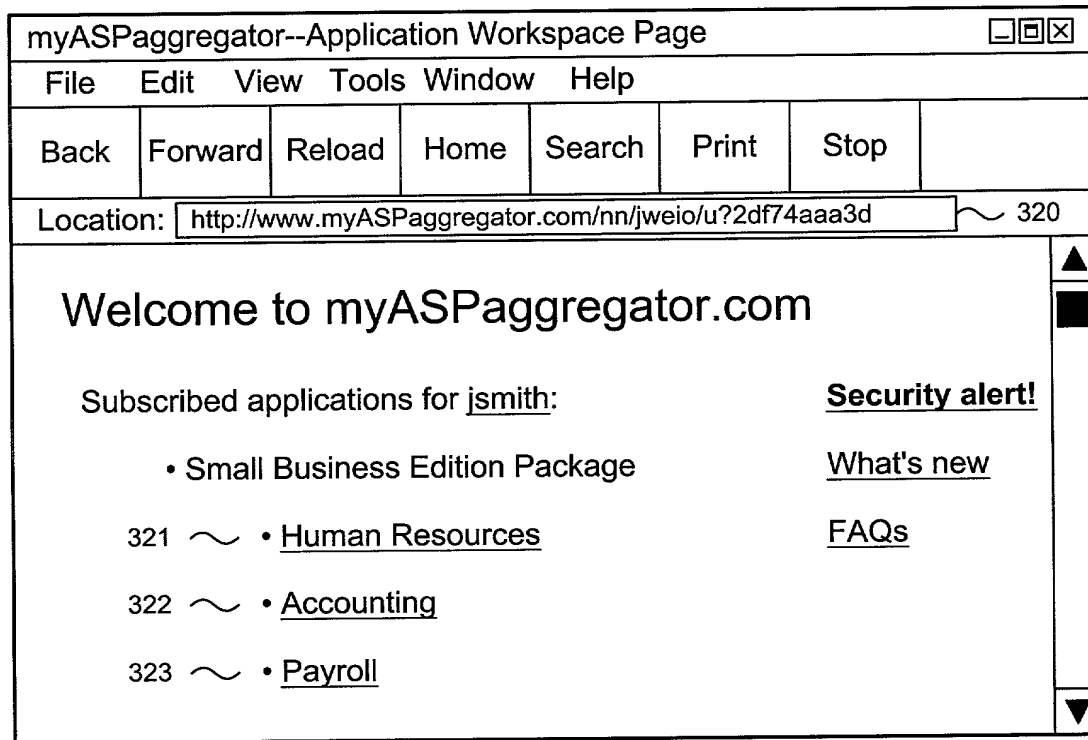 myASPaggregator--Application Workspace Page
File Edit View Tools Window Help
Back Forward Reload Home Search Print Stop
Location: http://www.myASPaggregator.com/nn/jweio/u?2df74aaa3d 320
Welcome to myASPaggregator.com
Subscribed applications for jsmith: Security alert!
• Small Business Edition Package What's new
321 • Human Resources FAQs
322 • Accounting
323 • Payroll